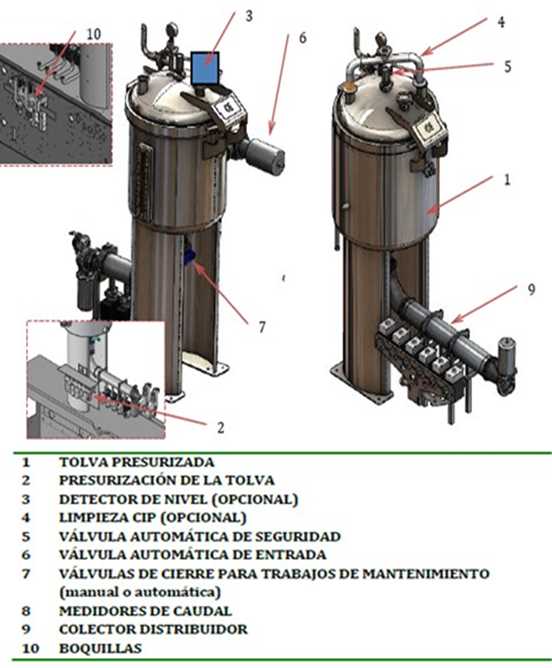 10
3
6
4
5
1
9
7
2
1 TOLVA PRESURIZADA
2 PRESURIZACIÓN DE LA TOLVA
3 DETECTOR DE NIVEL (OPCIONAL)
4 LIMPIEZA CIP (OPCIONAL)
5 VÁLVULA AUTOMÁTICA DE SEGURIDAD
6 VÁLVULA AUTOMÁTICA DE ENTRADA
7 VÁLVULAS DE CIERRE PARA TRABAJOS DE MANTENIMIENTO
(manual o automática)
8 MEDIDORES DE CAUDAL
9 COLECTOR DISTRIBUIDOR
10 BOQUILLAS